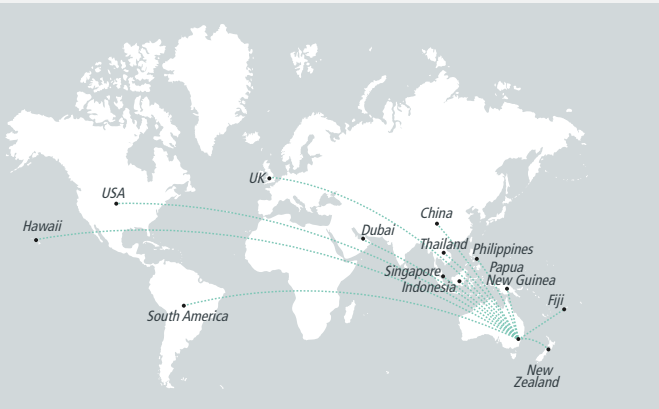 UK
USA
Hawaii
China
Dubai
Thailand
Philippines
Singapore
Indonesia
Papua
New Guinea
Fiji
South America
New
Zealand